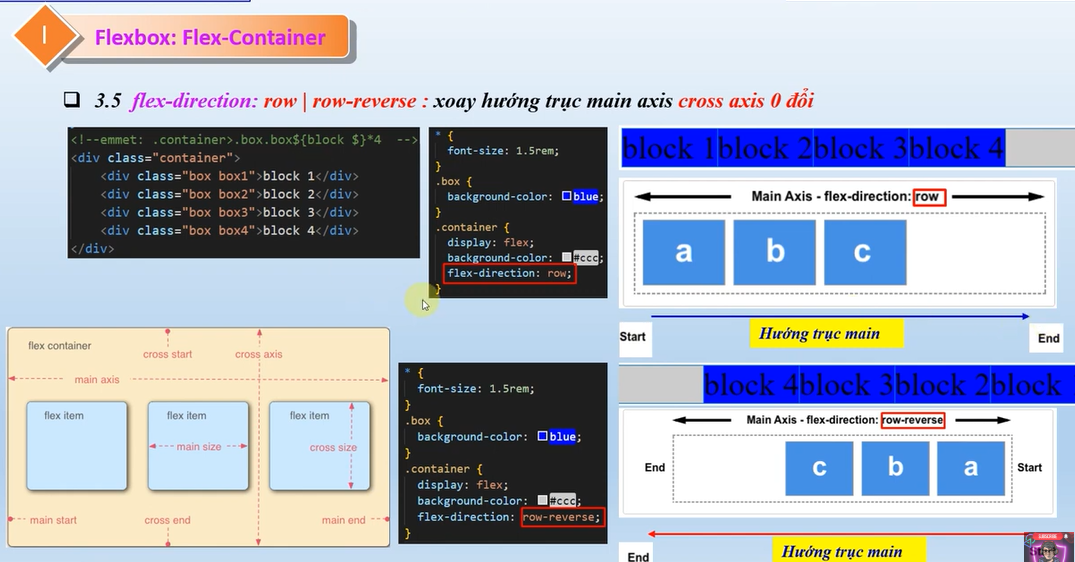 I
Flexbox: Flex-Container
3.5 flex-direction: row | row-reverse : xoay hướng trục main axis cross axis 0 đổi
<!--emmet: .container>.box.box${block $}*4 -->
<div class="container">
<div class="box box1">block 1</div>
<div class="box box2">block 2</div>
<div class="box box3">block 3</div>
<div class="box box4">block 4</div>
</div>
* {
font-size: 1.5rem;
}
.box {
background-color: blue;
}
.container {
display: flex;
background-color: #ccc;
flex-direction: row;
}
block 1block 2block 3block 4
Main Axis - flex-direction: row
a b c
Start Hướng trục main End
flex container
cross start cross axis
main axis
flex item flex item flex item
main size cross size
main start cross end main end
* {
font-size: 1.5rem;
}
.box {
background-color: blue;
}
.container {
display: flex;
background-color: #ccc;
flex-direction: row-reverse;
}
block 4block 3block 2block
Main Axis - flex-direction: row-reverse
End c b a Start
End Hướng trục main